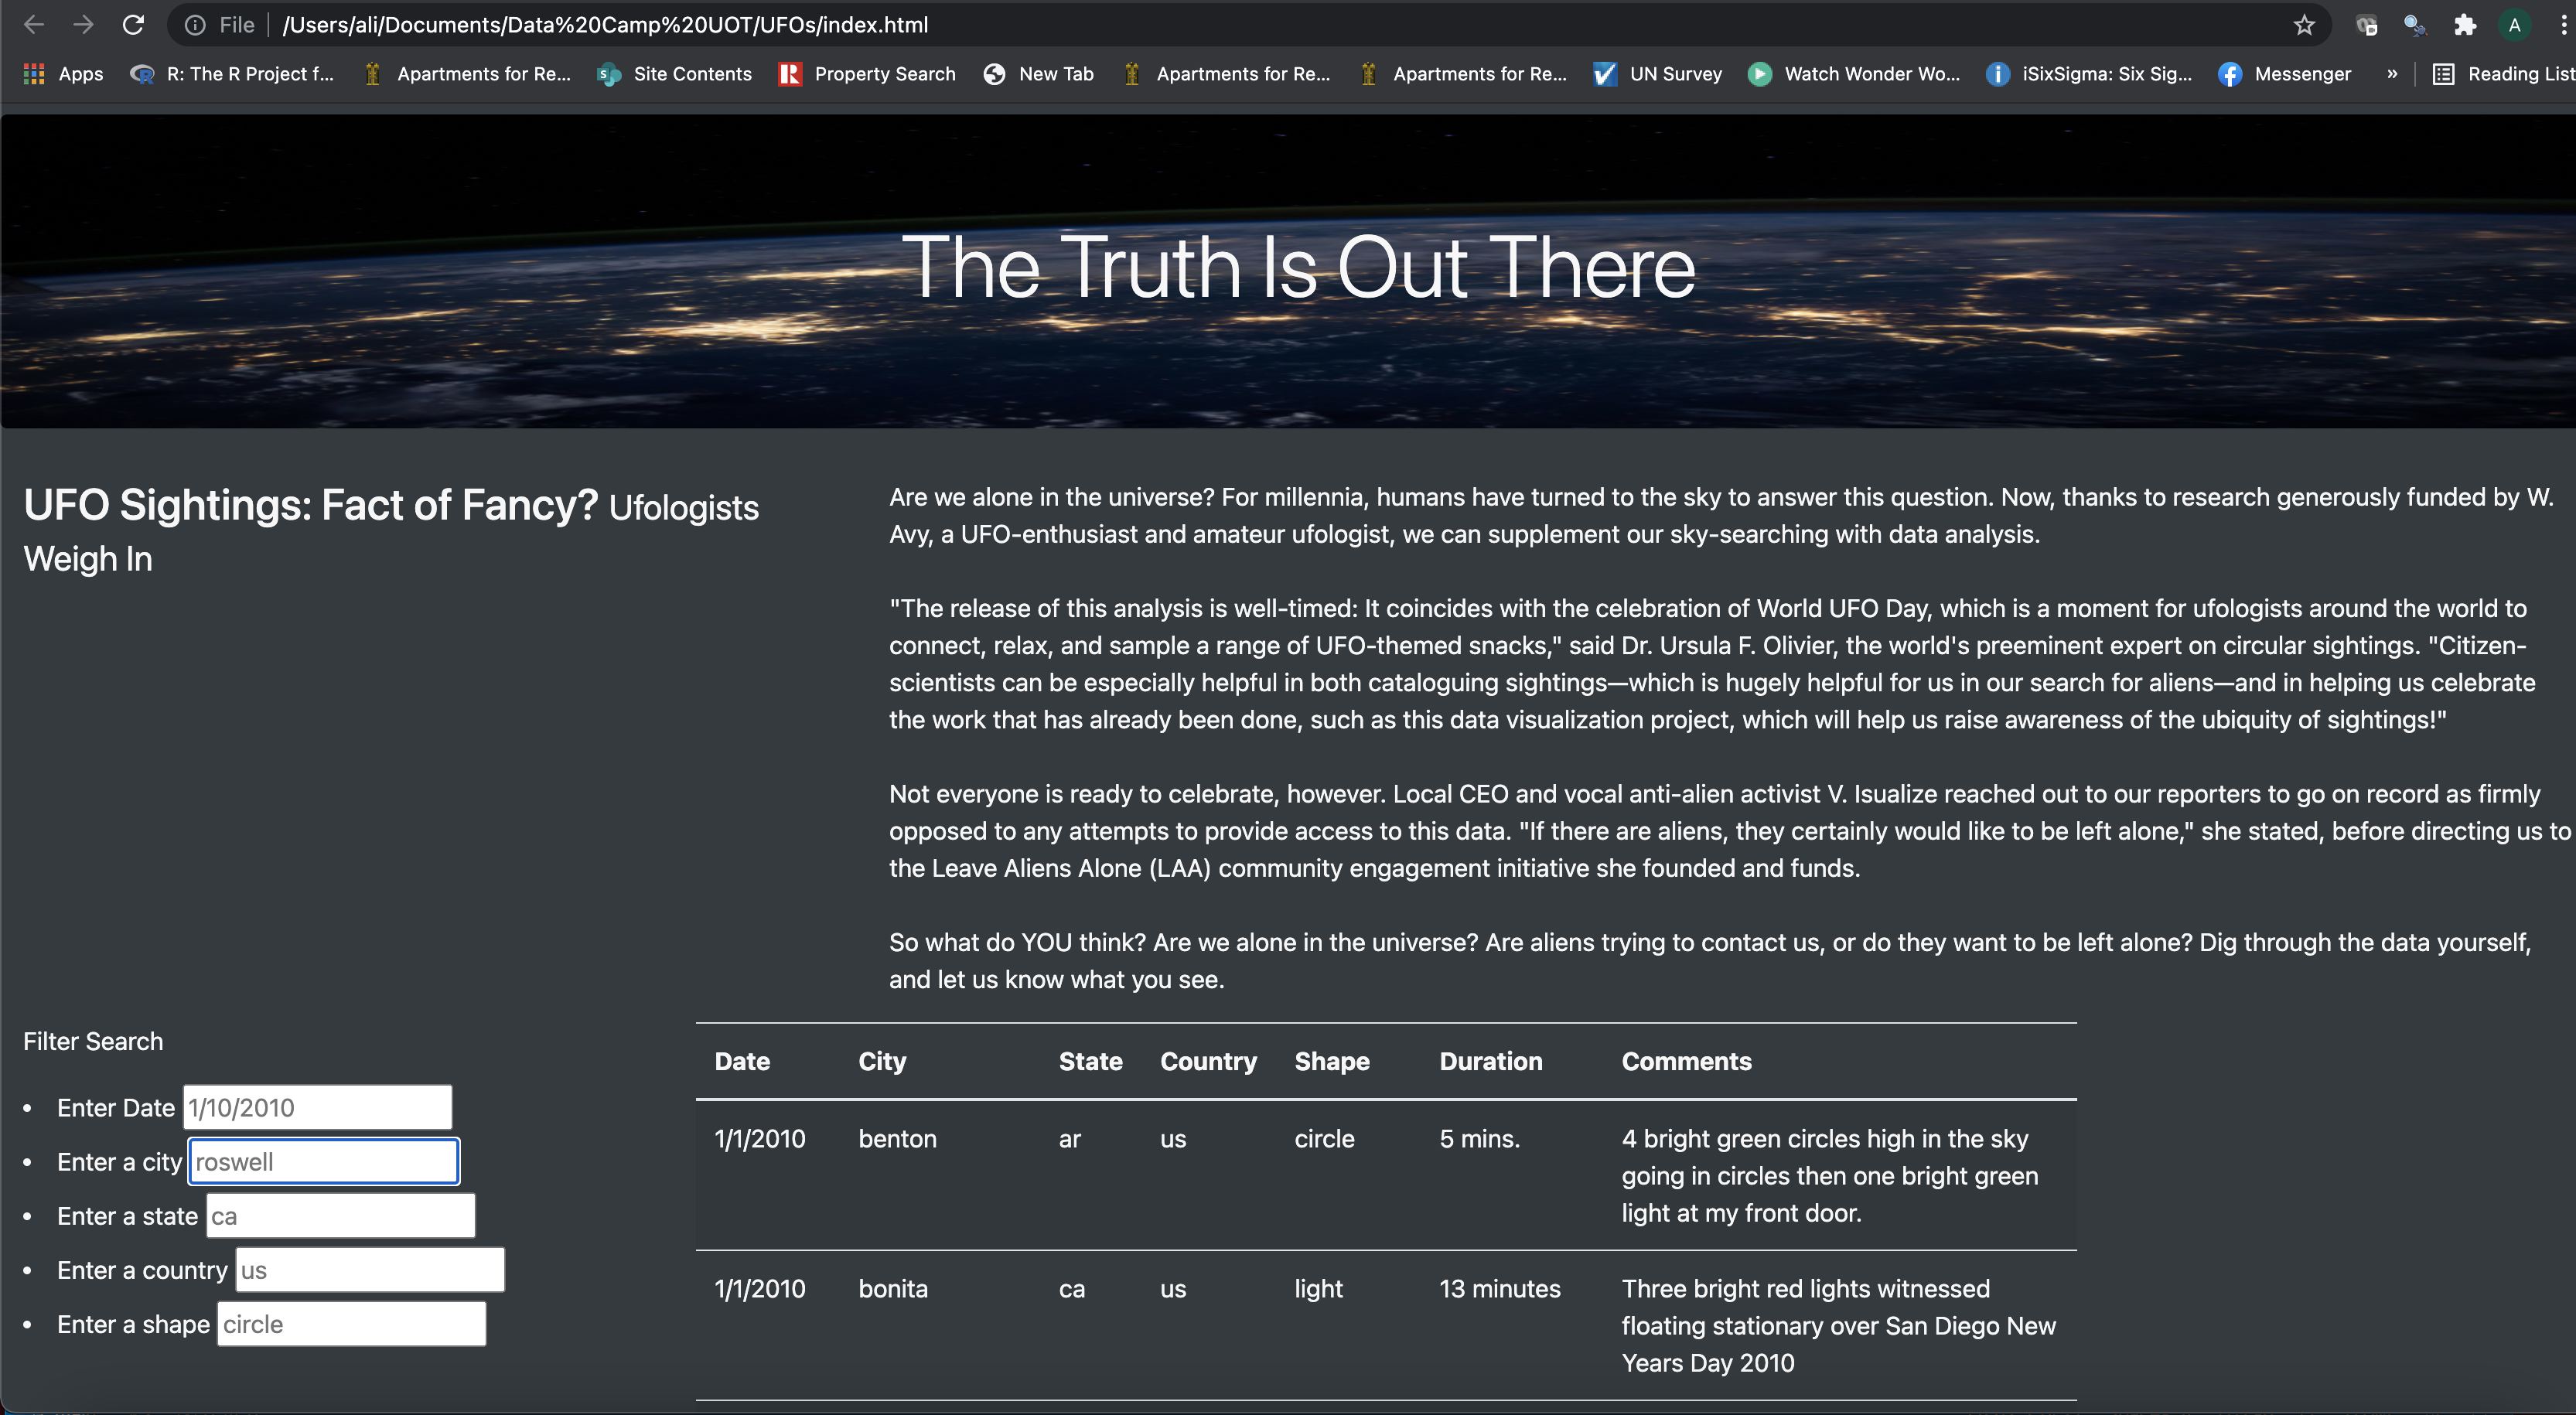 File | /Users/ali/Documents/Data%20Camp%20UOT/UFOs/index.html A
Apps R: The R Project f... Apartments for Re... Site Contents Property Search New Tab Apartments for Re... Apartments for Re... UN Survey Watch Wonder Wo... iSixSigma: Six Sig... Messenger » Reading List
The Truth Is Out There
UFO Sightings: Fact of Fancy? Ufologists
Weigh In
Are we alone in the universe? For millennia, humans have turned to the sky to answer this question. Now, thanks to research generously funded by W.
Avy, a UFO-enthusiast and amateur ufologist, we can supplement our sky-searching with data analysis.
"The release of this analysis is well-timed: It coincides with the celebration of World UFO Day, which is a moment for ufologists around the world to
connect, relax, and sample a range of UFO-themed snacks," said Dr. Ursula F. Olivier, the world's preeminent expert on circular sightings. "Citizen-
scientists can be especially helpful in both cataloguing sightings—which is hugely helpful for us in our search for aliens—and in helping us celebrate
the work that has already been done, such as this data visualization project, which will help us raise awareness of the ubiquity of sightings!"
Not everyone is ready to celebrate, however. Local CEO and vocal anti-alien activist V. Isualize reached out to our reporters to go on record as firmly
opposed to any attempts to provide access to this data. "If there are aliens, they certainly would like to be left alone," she stated, before directing us to
the Leave Aliens Alone (LAA) community engagement initiative she founded and funds.
So what do YOU think? Are we alone in the universe? Are aliens trying to contact us, or do they want to be left alone? Dig through the data yourself,
and let us know what you see.
Filter Search
• Enter Date 1/10/2010
• Enter a city roswell
• Enter a state ca
• Enter a country us
• Enter a shape circle
Date City State Country Shape Duration Comments
1/1/2010 benton ar us circle 5 mins. 4 bright green circles high in the sky
going in circles then one bright green
light at my front door.
1/1/2010 bonita ca us light 13 minutes Three bright red lights witnessed
floating stationary over San Diego New
Years Day 2010